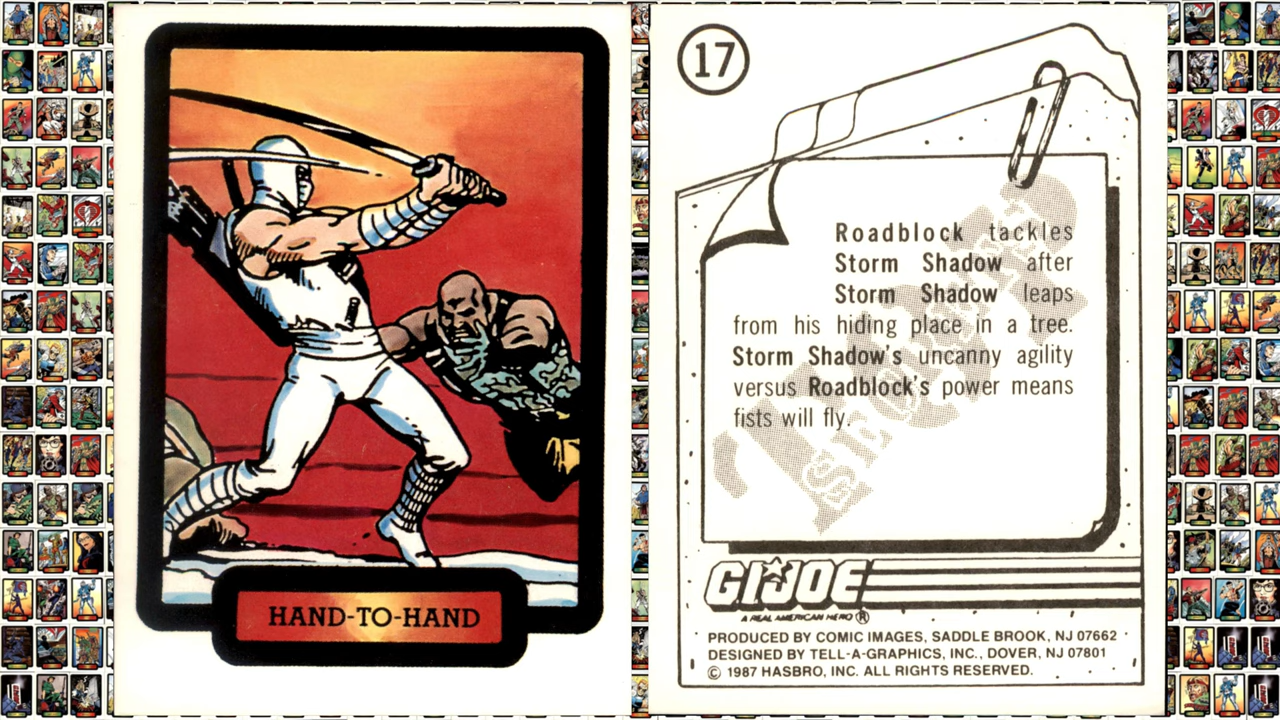 HAND-TO-HAND
17
Roadblock tackles
Storm Shadow after
Storm Shadow leaps
from his hiding place in a tree.
Storm Shadow's uncanny agility
versus Roadblock's power means
fists will fly.
GI JOE
A REAL AMERICAN HERO ®
PRODUCED BY COMIC IMAGES, SADDLE BROOK, NJ 07662
DESIGNED BY TELL-A-GRAPHICS, INC., DOVER, NJ 07801
© 1987 HASBRO, INC. ALL RIGHTS RESERVED.